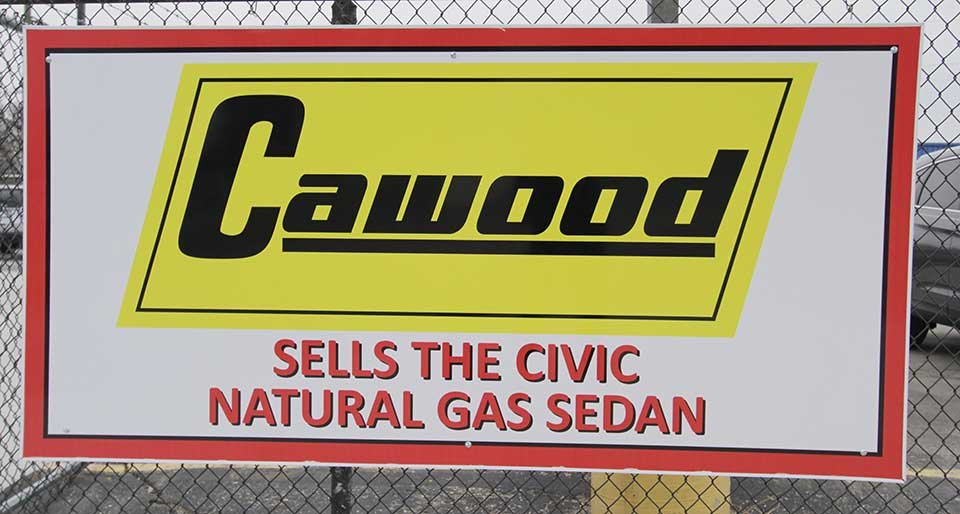 Cawood
SELLS THE CIVIC
NATURAL GAS SEDAN